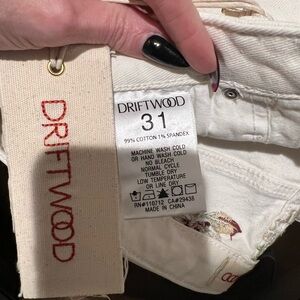 DRIFTWOOD
DRIFTWOOD
31
99% COTTON 1% SPANDEX
MACHINE WASH COLD
OR HAND WASH COLD
NO BLEACH
NORMAL CYCLE
TUMBLE DRY
LOW TEMPERATURE
OR LINE DRY
RN#110712 CA#29438
MADE IN CHINA